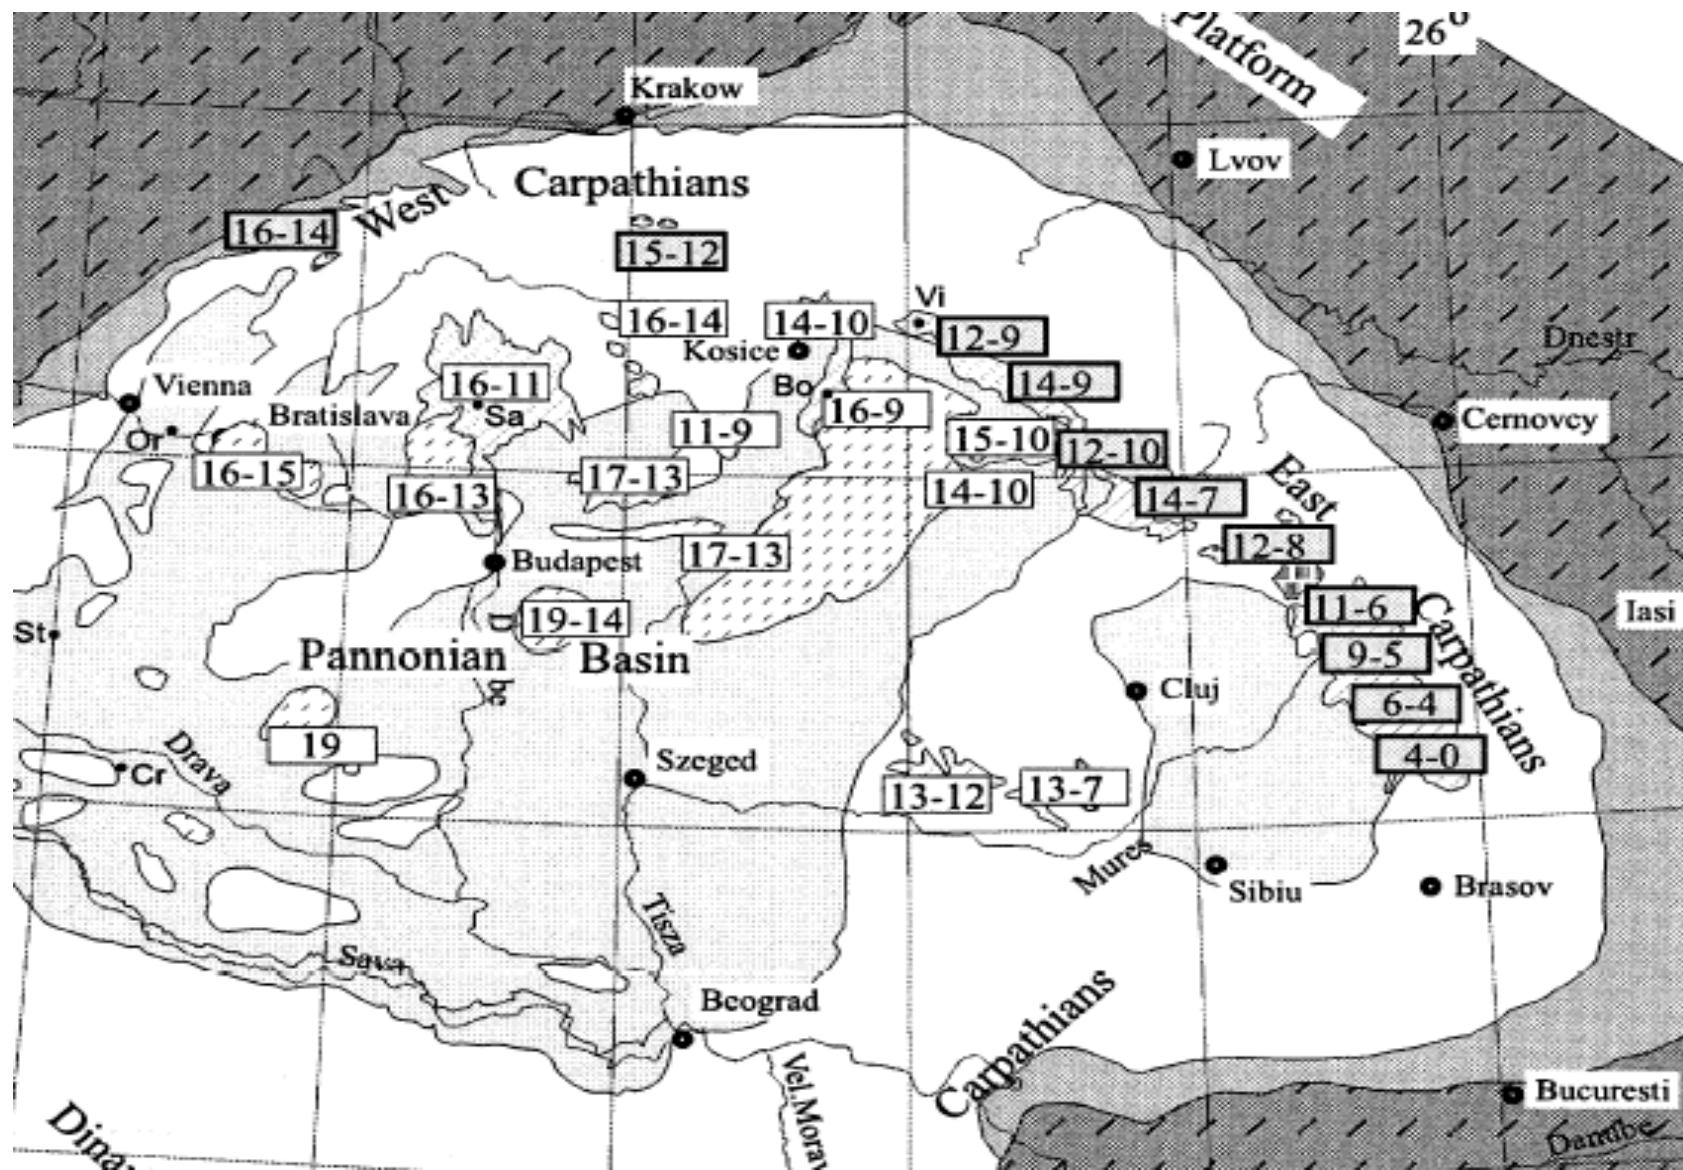 Platform
26°
Krakow
Lvov
West
Carpathians
16-14
15-12
16-14
14-10
Vi
12-9
Kosice
Dnestr
Vienna
16-11
Bo
14-9
Sa
16-9
Bratislava
Or
11-9
15-10
12-10
Cernovcy
16-15
17-13
16-13
14-10
14-7
East
Budapest
17-13
12-8
St
19-14
11-6
Iasi
D
Pannonian
Basin
be
9-5
Carpathians
Cluj
6-4
19
Drava
Cr
Szeged
4-0
13-12
13-7
Mures
Sibiu
Brasov
Tisza
Sava
Beograd
Carpathians
Vel.Morav
Bucuresti
Danube
Dina